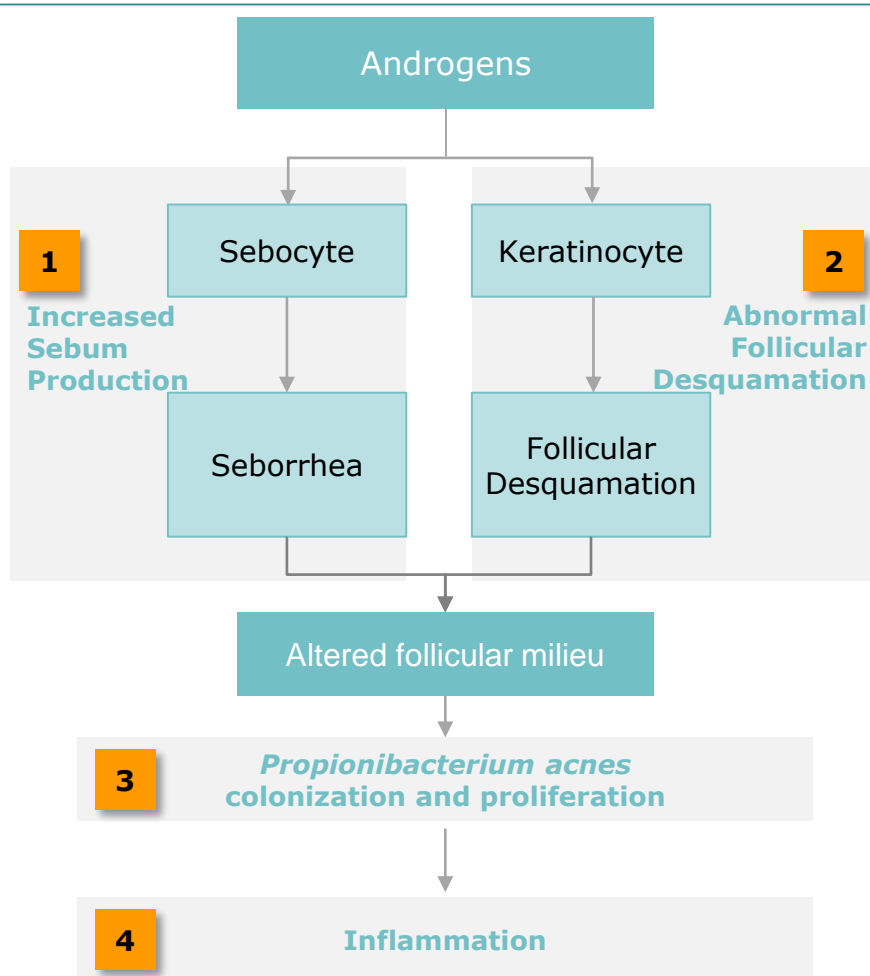 Androgens
Sebocyte
Keratinocyte
1
2
Increased
Sebum
Production
Abnormal
Follicular
Desquamation
Seborrhea
Follicular
Desquamation
Altered follicular milieu
3
Propionibacterium acnes
colonization and proliferation
4
Inflammation